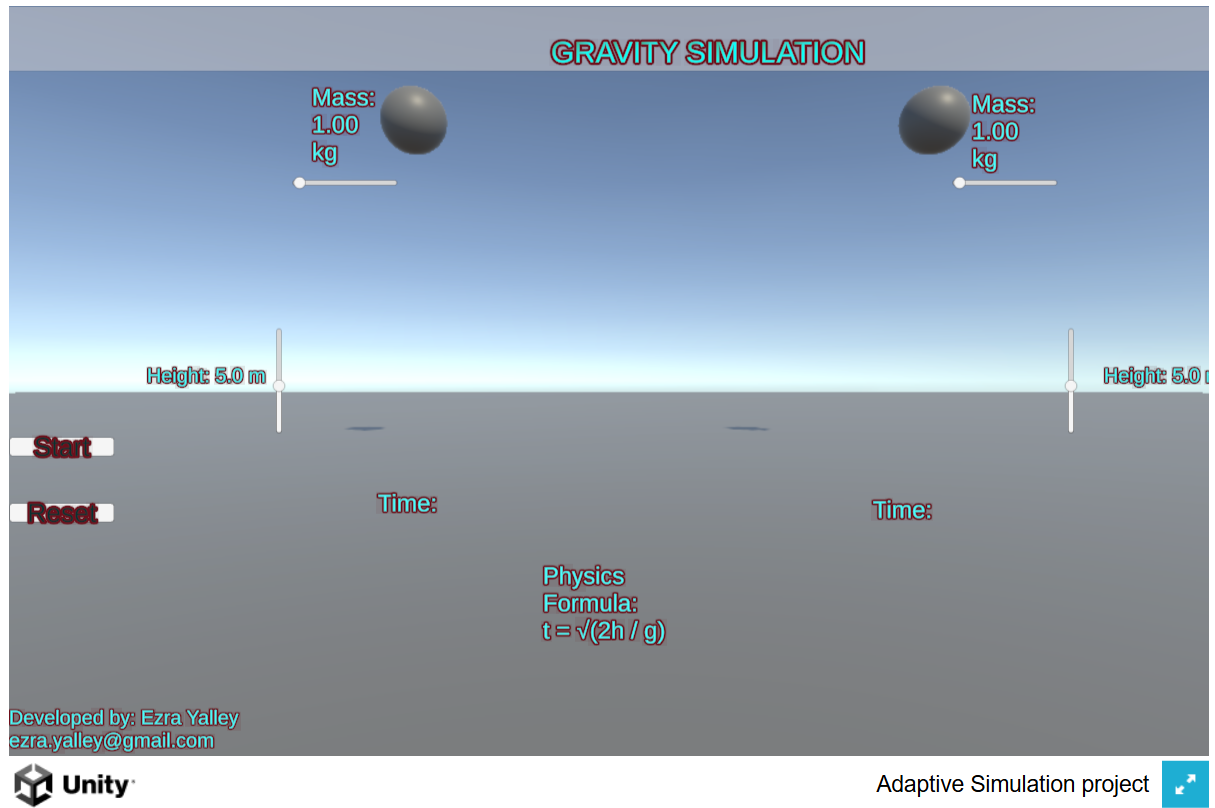 GRAVITY SIMULATION
Mass:
1.00
kg
Mass:
1.00
kg
Height: 5.0 m
Height: 5.0
Start
Reset
Time:
Time:
Physics
Formula:
t = √(2h / g)
Developed by: Ezra Yalley
ezra.yalley@gmail.com
Unity
Adaptive Simulation project